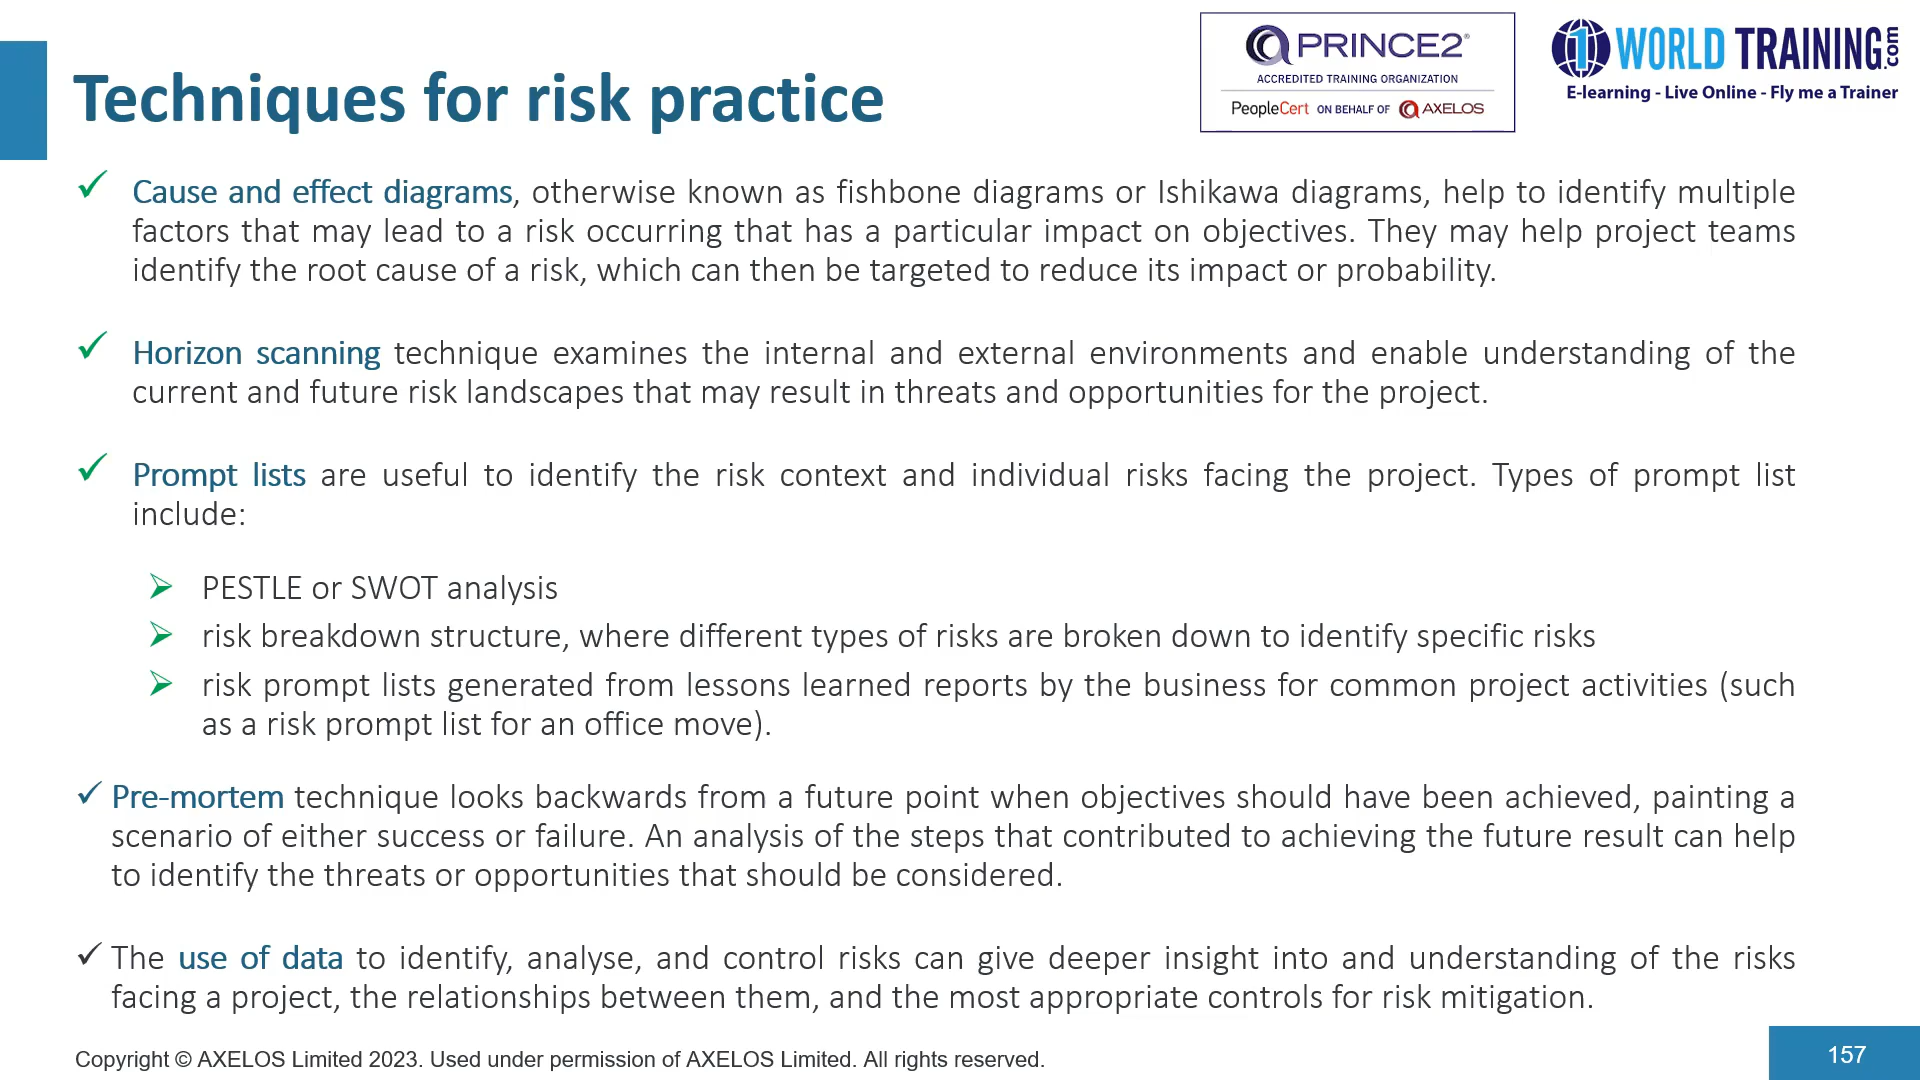 Techniques for risk practice
PRINCE2®
ACCREDITED TRAINING ORGANIZATION
PeopleCert ON BEHALF OF AXELOS
1 WORLD TRAINING.com
E-learning - Live Online - Fly me a Trainer
Cause and effect diagrams, otherwise known as fishbone diagrams or Ishikawa diagrams, help to identify multiple
factors that may lead to a risk occurring that has a particular impact on objectives. They may help project teams
identify the root cause of a risk, which can then be targeted to reduce its impact or probability.
Horizon scanning technique examines the internal and external environments and enable understanding of the
current and future risk landscapes that may result in threats and opportunities for the project.
Prompt lists are useful to identify the risk context and individual risks facing the project. Types of prompt list
include:
PESTLE or SWOT analysis
risk breakdown structure, where different types of risks are broken down to identify specific risks
risk prompt lists generated from lessons learned reports by the business for common project activities (such
as a risk prompt list for an office move).
Pre-mortem technique looks backwards from a future point when objectives should have been achieved, painting a
scenario of either success or failure. An analysis of the steps that contributed to achieving the future result can help
to identify the threats or opportunities that should be considered.
The use of data to identify, analyse, and control risks can give deeper insight into and understanding of the risks
facing a project, the relationships between them, and the most appropriate controls for risk mitigation.
Copyright © AXELOS Limited 2023. Used under permission of AXELOS Limited. All rights reserved.
157